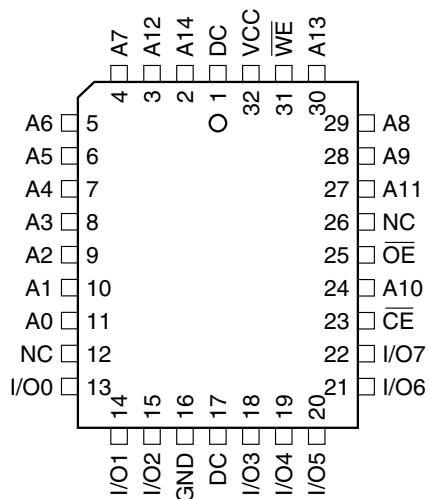 A7 A12 A14 DC VCC W̅E̅ A13
4 3 2 1 32 31 30
A6 5 29 A8
A5 6 28 A9
A4 7 27 A11
A3 8 26 NC
A2 9 25 O̅E̅
A1 10 24 A10
A0 11 23 C̅E̅
NC 12 22 I/O7
I/O0 13 21 I/O6
14 15 16 17 18 19 20
I/O1 I/O2 GND DC I/O3 I/O4 I/O5